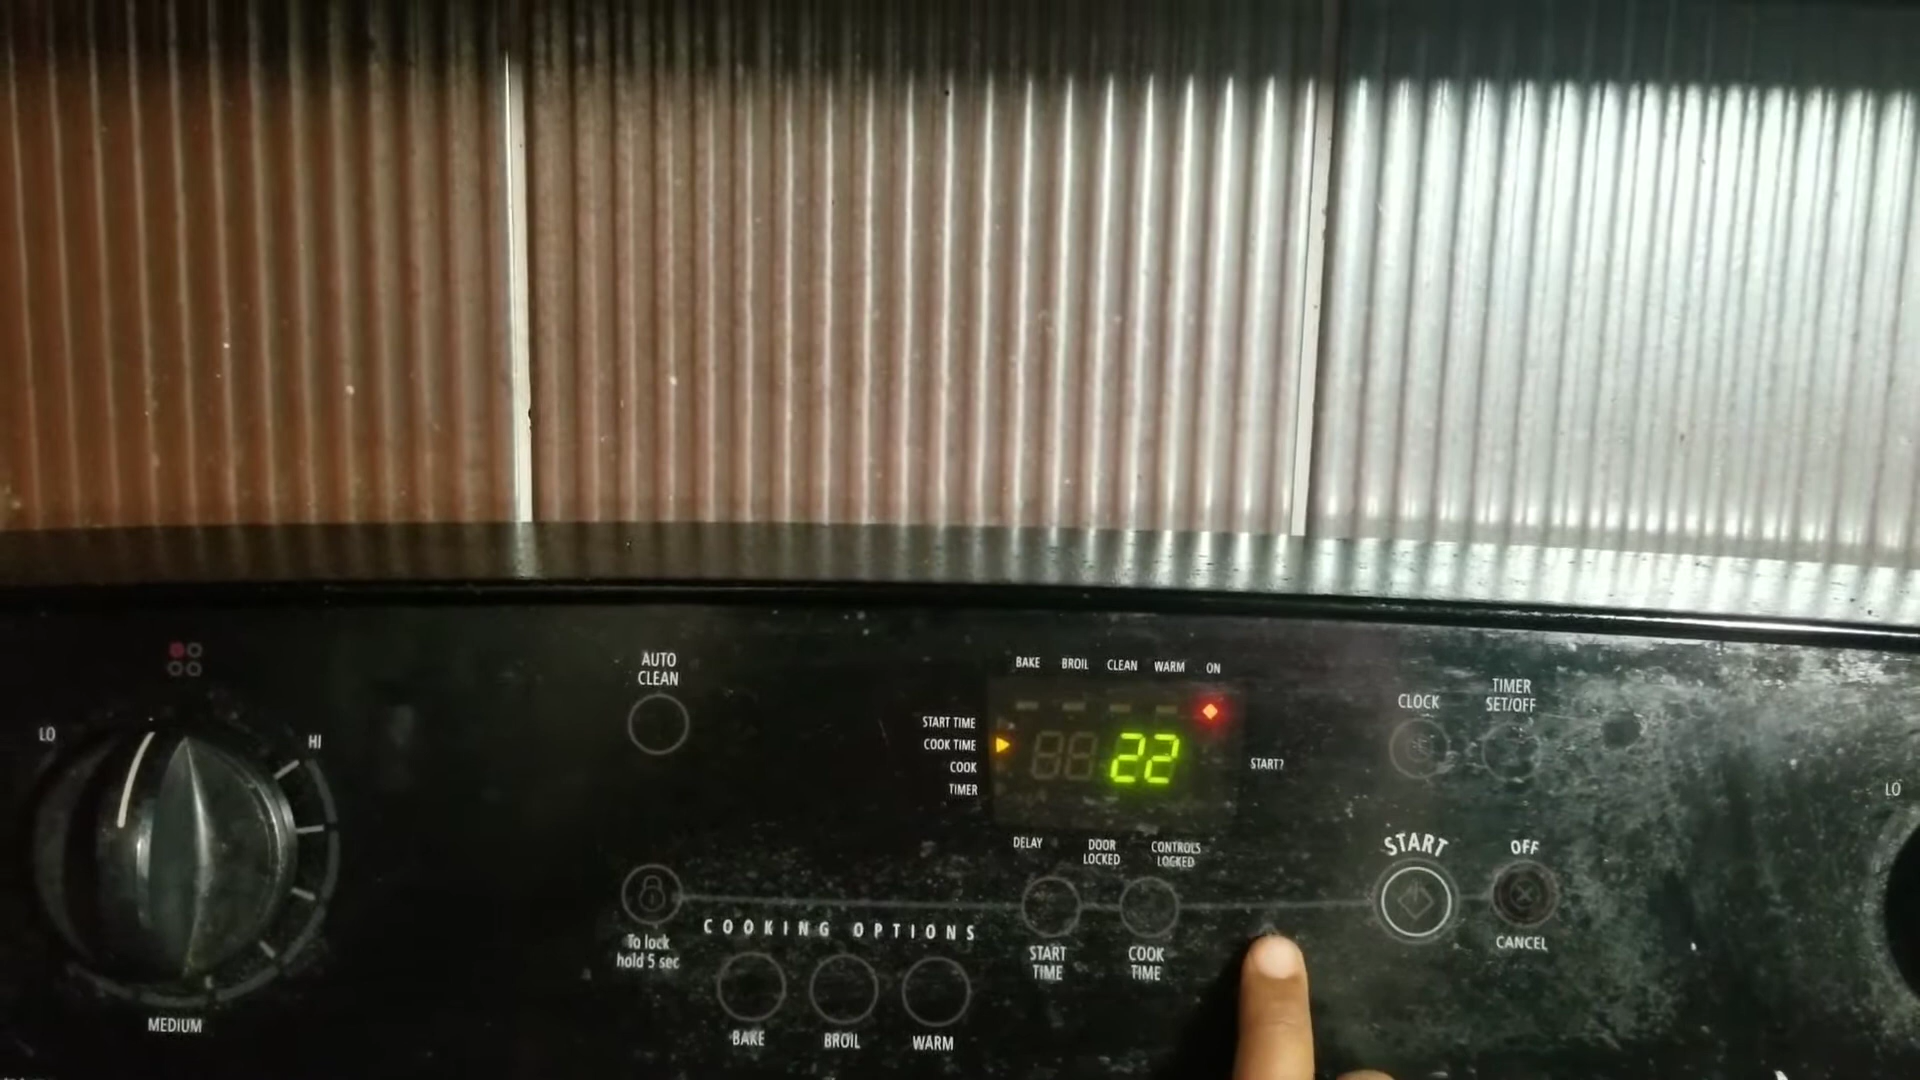 AUTO
CLEAN
LO
HI
MEDIUM
BAKE BROIL CLEAN WARM ON
START TIME
COOK TIME
COOK
TIMER
22
START?
DELAY
DOOR
LOCKED
CONTROLS
LOCKED
CLOCK
TIMER
SET/OFF
LO
START
OFF
CANCEL
To lock
hold 5 sec
COOKING OPTIONS
START
TIME
COOK
TIME
BAKE
BROIL
WARM